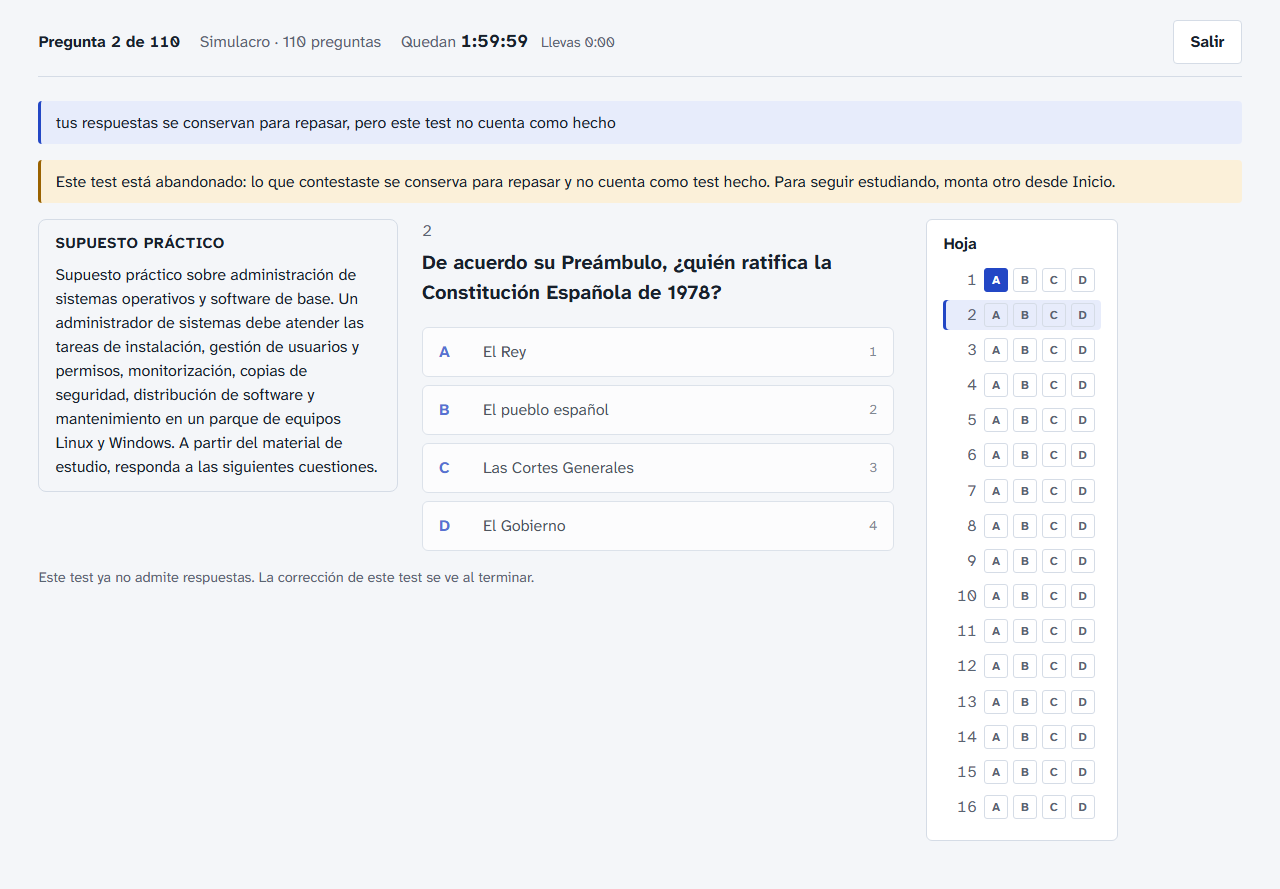 Pregunta 2 de 110 Simulacro · 110 preguntas Quedan 1:59:59 Llevas 0:00 Salir
tus respuestas se conservan para repasar, pero este test no cuenta como hecho
Este test está abandonado: lo que contestaste se conserva para repasar y no cuenta como test hecho. Para seguir estudiando, monta otro desde Inicio.
SUPUESTO PRÁCTICO
Supuesto práctico sobre administración de
sistemas operativos y software de base. Un
administrador de sistemas debe atender las
tareas de instalación, gestión de usuarios y
permisos, monitorización, copias de
seguridad, distribución de software y
mantenimiento en un parque de equipos
Linux y Windows. A partir del material de
estudio, responda a las siguientes cuestiones.
2
De acuerdo su Preámbulo, ¿quién ratifica la
Constitución Española de 1978?
A El Rey 1
B El pueblo español 2
C Las Cortes Generales 3
D El Gobierno 4
Este test ya no admite respuestas. La corrección de este test se ve al terminar.
Hoja
1 A B C D
2 A B C D
3 A B C D
4 A B C D
5 A B C D
6 A B C D
7 A B C D
8 A B C D
9 A B C D
10 A B C D
11 A B C D
12 A B C D
13 A B C D
14 A B C D
15 A B C D
16 A B C D